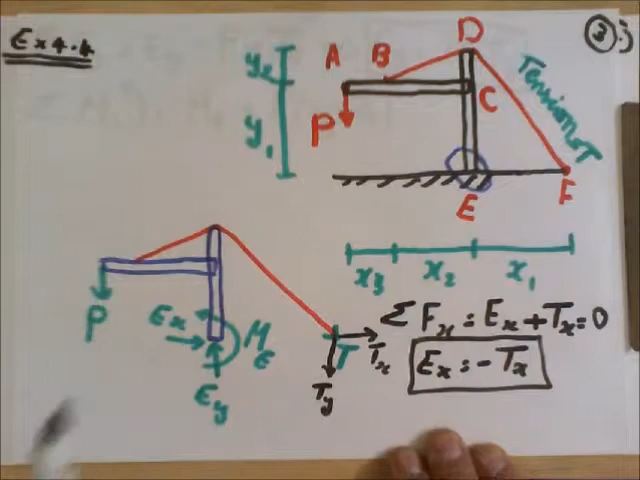 Ex 4.4
3
D
A B
y2
C
P
y1
Tension T
E
F
x3 x2 x1
P
Ex
ME
Ey
T
Tx
Ty
ΣFx = Ex + Tx = 0
Ex = - Tx